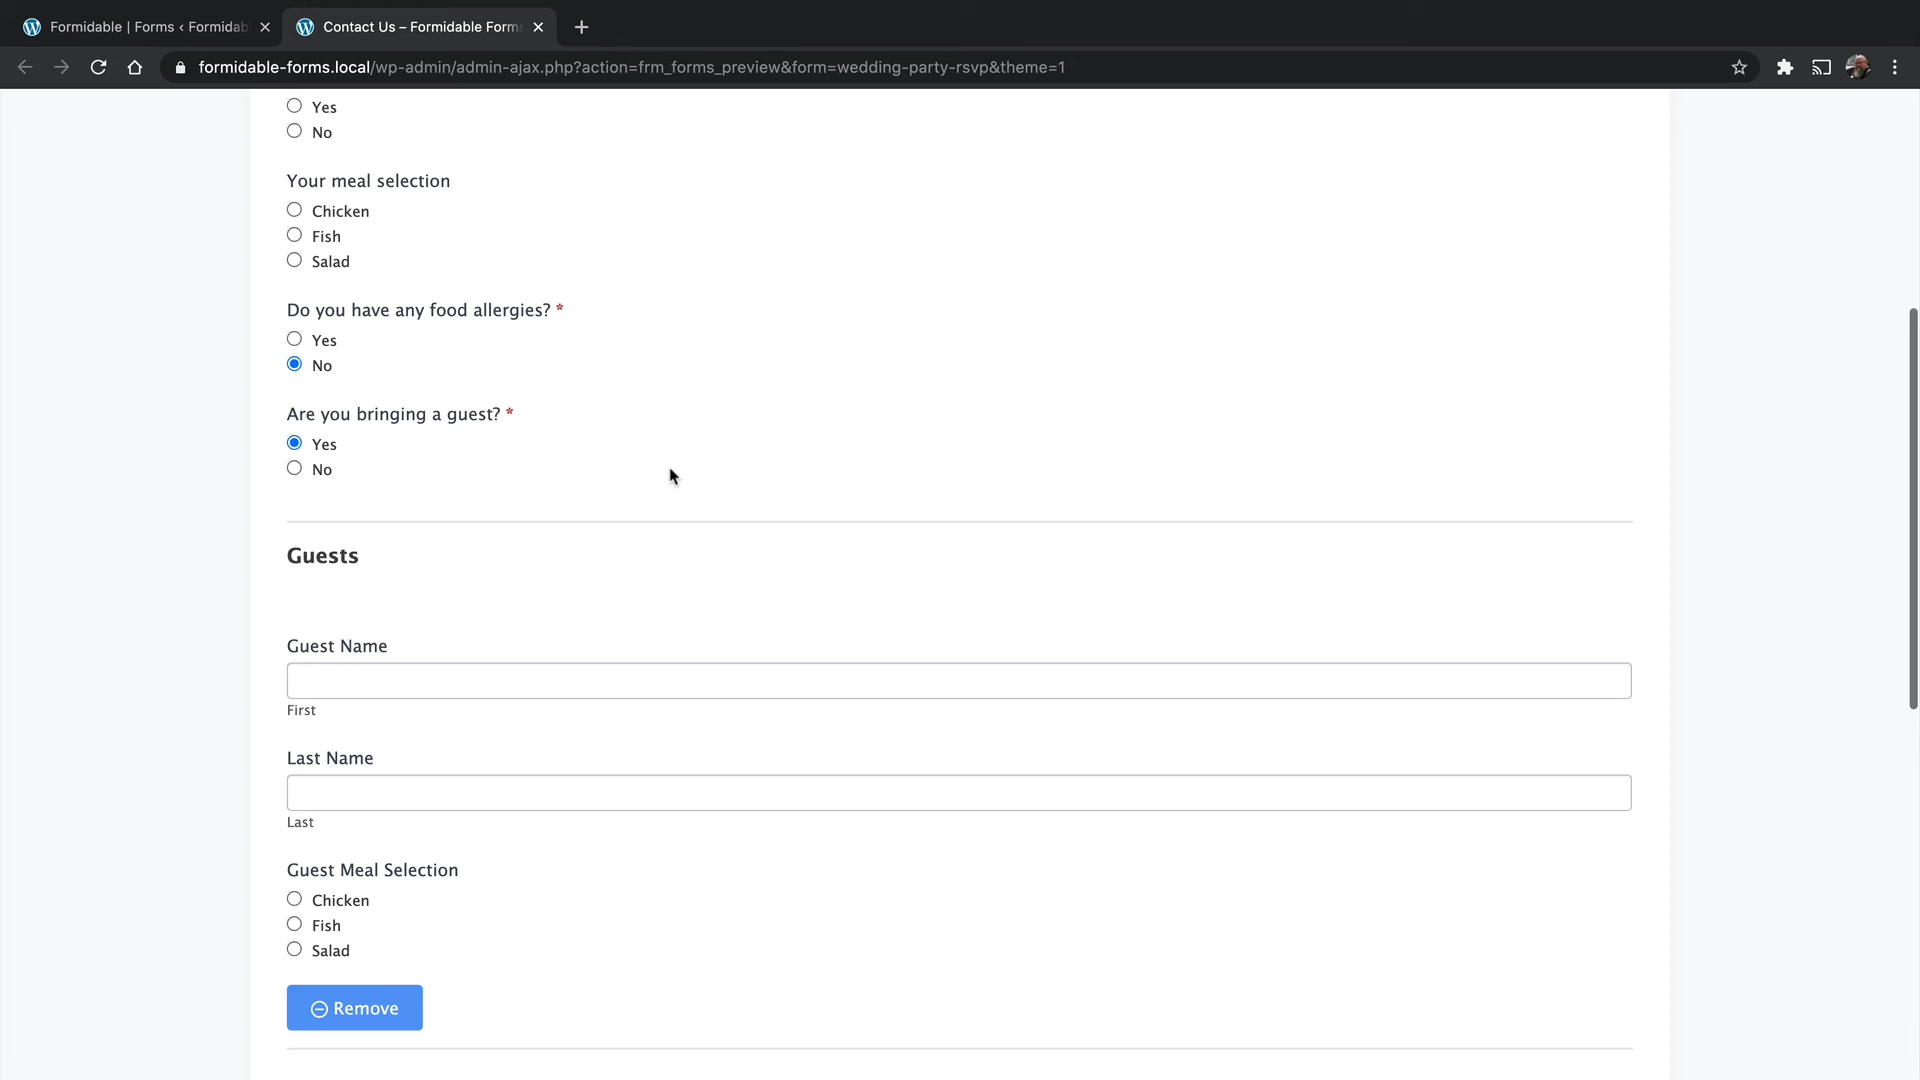 Formidable | Forms ‹ Formidab
Contact Us – Formidable Forms
formidable-forms.local/wp-admin/admin-ajax.php?action=frm_forms_preview&form=wedding-party-rsvp&theme=1
Yes
No
Your meal selection
Chicken
Fish
Salad
Do you have any food allergies? *
Yes
No
Are you bringing a guest? *
Yes
No
Guests
Guest Name
First
Last Name
Last
Guest Meal Selection
Chicken
Fish
Salad
Remove